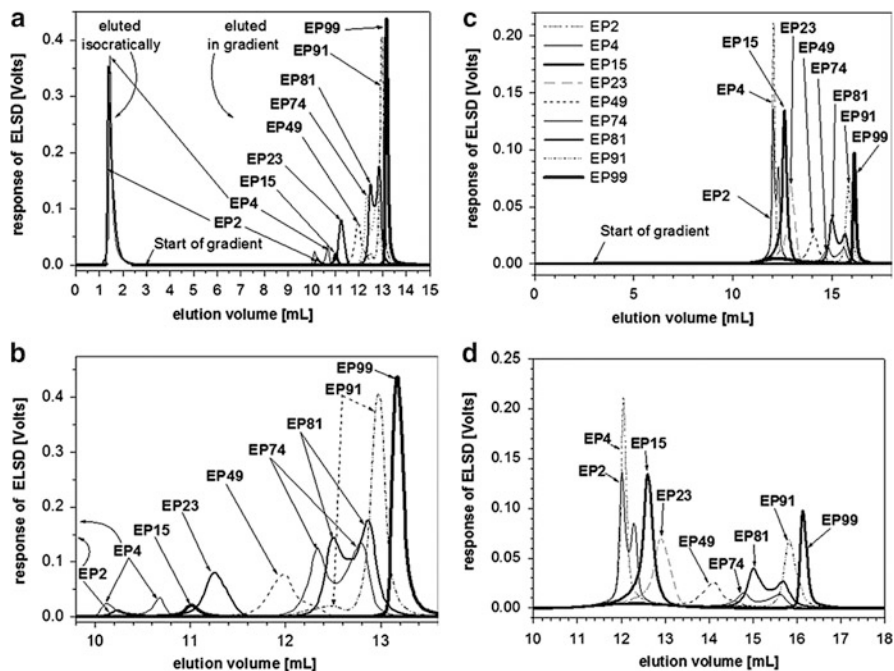 a
eluted
isocratically
eluted
in gradient
EP99
EP91
EP81
EP74
EP49
EP23
EP15
EP4
EP2
Start of gradient
response of ELSD [Volts]
0.4
0.3
0.2
0.1
0.0
0 1 2 3 4 5 6 7 8 9 10 11 12 13 14 15
elution volume [mL]
c
EP2
EP4
EP15
EP23
EP49
EP74
EP81
EP91
EP99
EP23
EP15
EP49
EP74
EP4
EP81
EP91
EP99
EP2
Start of gradient
response of ELSD [Volts]
0.20
0.15
0.10
0.05
0.00
0 5 10 15
elution volume [mL]
b
EP99
EP91
EP81
EP74
EP49
EP23
EP15
EP4
EP2
response of ELSD [Volts]
0.4
0.3
0.2
0.1
0.0
10 11 12 13
elution volume [mL]
d
EP4
EP15
EP2
EP23
EP91
EP99
EP49
EP81
EP74
response of ELSD [Volts]
0.25
0.20
0.15
0.10
0.05
0.00
10 11 12 13 14 15 16 17 18
elution volume [mL]